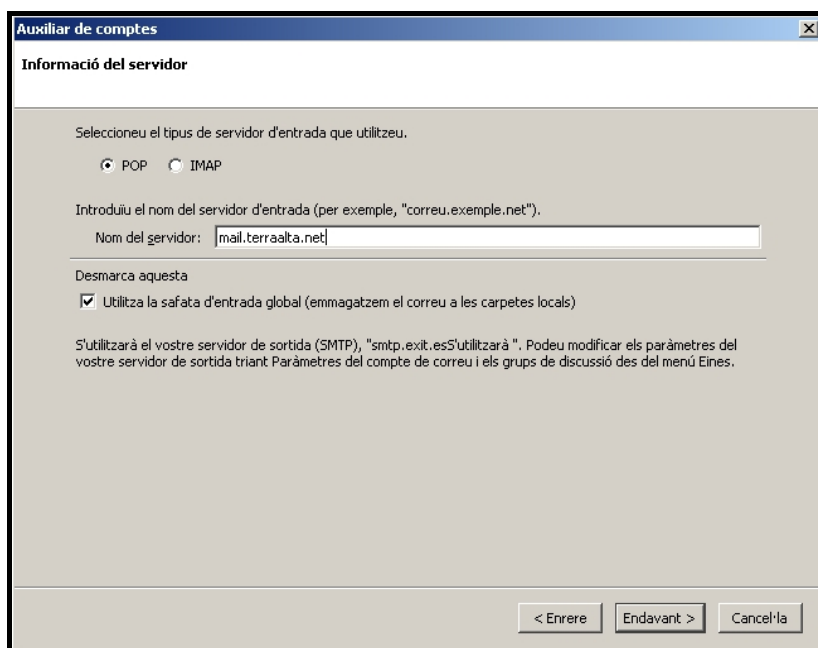 Auxiliar de comptes
Informació del servidor
Seleccioneu el tipus de servidor d'entrada que utilitzeu.
POP IMAP
Introduïu el nom del servidor d'entrada (per exemple, "correu.exemple.net").
Nom del servidor: mail.terraalta.net
Desmarca aquesta
Utilitza la safata d'entrada global (emmagatzem el correu a les carpetes locals)
S'utilitzarà el vostre servidor de sortida (SMTP), "smtp.exit.esS'utilitzarà ". Podeu modificar els paràmetres del
vostre servidor de sortida triant Paràmetres del compte de correu i els grups de discussió des del menú Eines.
< Enrere Endavant > Cancel·la